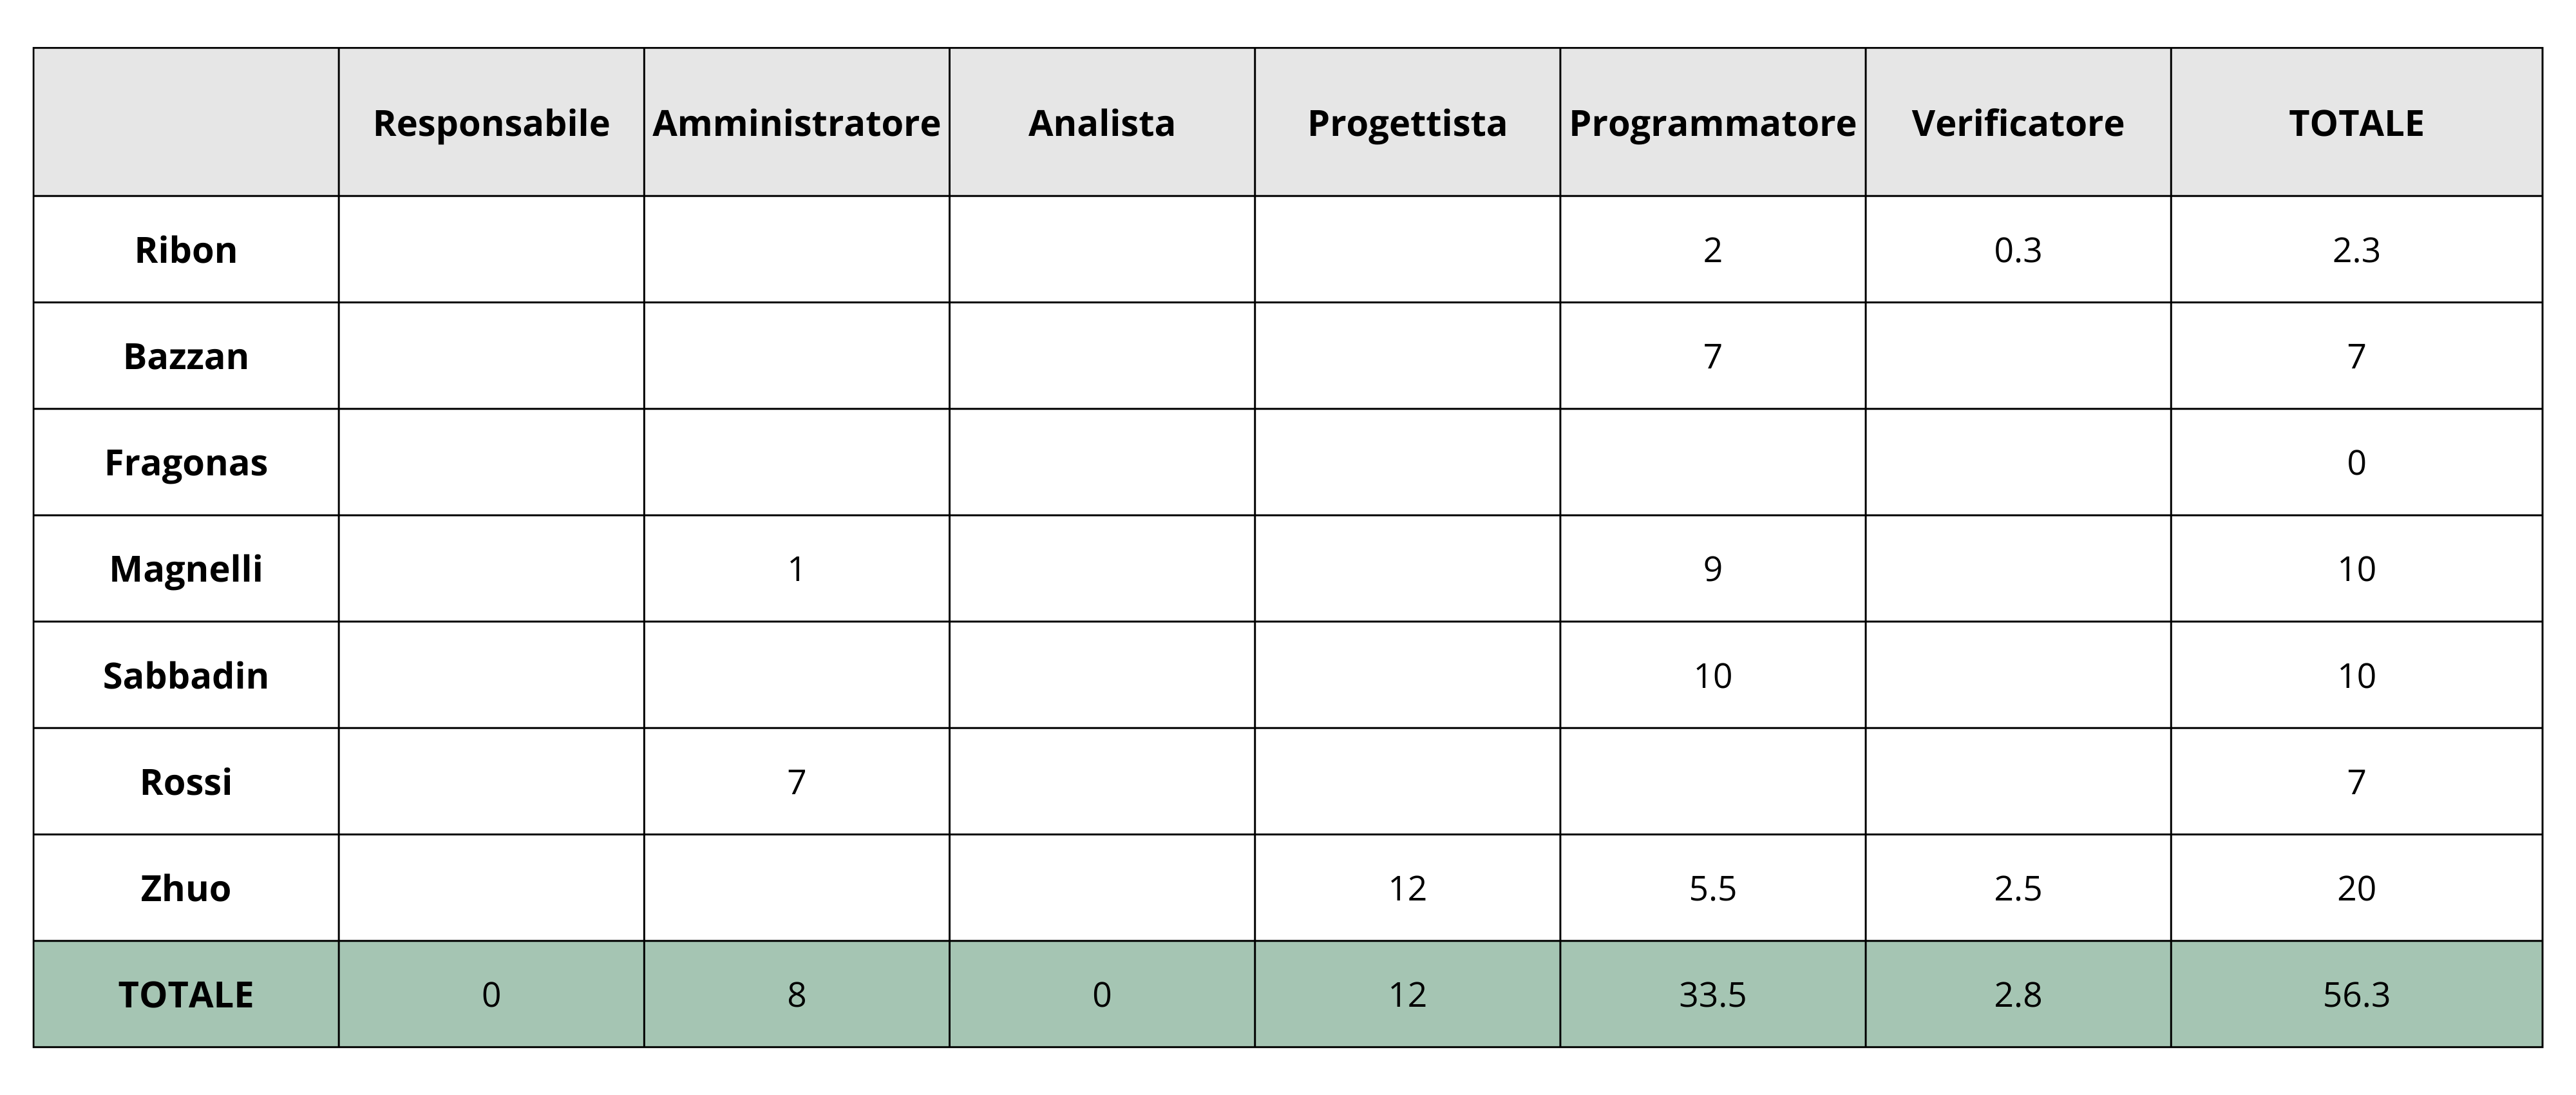 Responsabile Amministratore Analista Progettista Programmatore Verificatore TOTALE
Ribon 2 0.3 2.3
Bazzan 7 7
Fragonas 0
Magnelli 1 9 10
Sabbadin 10 10
Rossi 7 7
Zhuo 12 5.5 2.5 20
TOTALE 0 8 0 12 33.5 2.8 56.3